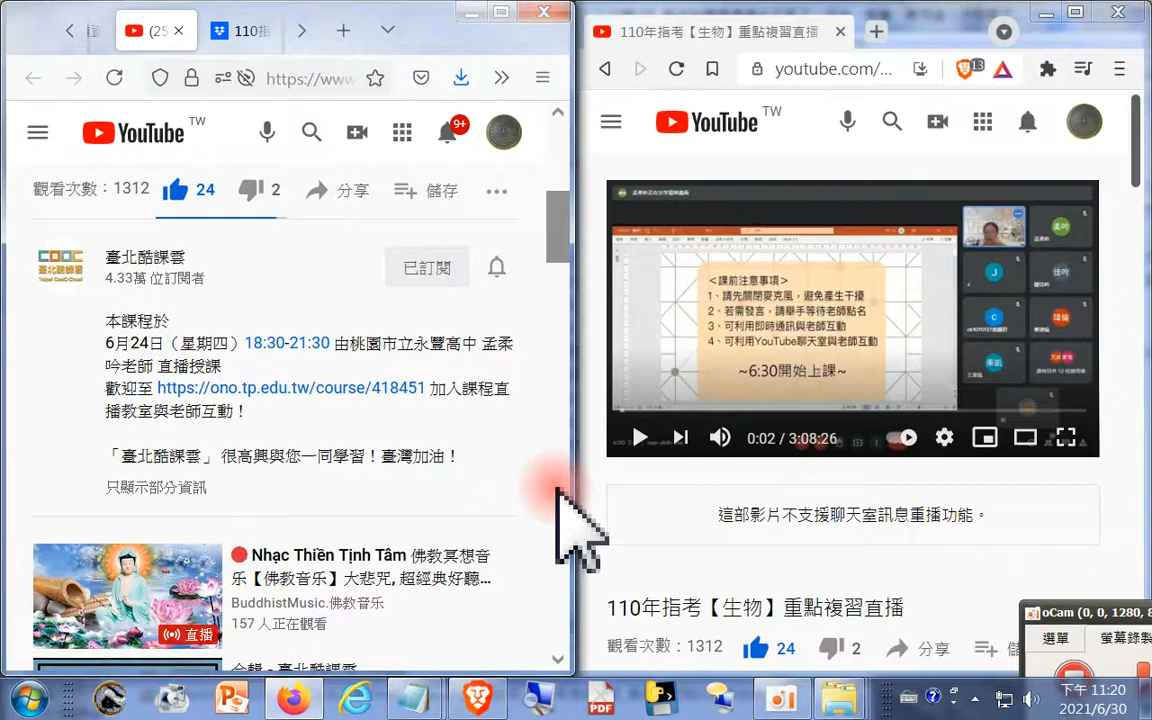 (25
110指
https://www
YouTube TW
9+
觀看次數：1312
24
2
分享
儲存
臺北酷課雲
4.33萬 位訂閱者
已訂閱
COOC
臺北酷課雲
Taipei CooC-Cloud
本課程於
6月24日（星期四）18:30-21:30 由桃園市立永豐高中 孟柔
吟老師 直播授課
歡迎至 https://ono.tp.edu.tw/course/418451 加入課程直
播教室與老師互動！
「臺北酷課雲」很高興與您一同學習！臺灣加油！
只顯示部分資訊
Nhạc Thiền Tịnh Tâm 佛教冥想音
乐【佛教音乐】大悲咒, 超經典好聽...
BuddhistMusic.佛教音乐
157 人正在觀看
直播
110年指考【生物】重點複習直播
youtube.com/...
13
YouTube TW
＜課前注意事項＞
1、請先關閉麥克風，避免產生干擾
2、若需發言，請舉手等待老師點名
3、可利用即時通訊與老師互動
4、可利用YouTube聊天室與老師互動
~6:30開始上課~
0:02 / 3:08:26
這部影片不支援聊天室訊息重播功能。
110年指考【生物】重點複習直播
觀看次數：1312
24
2
分享
oCam (0, 0, 1280, 8
選單
螢幕錄製
PDF
下午 11:20
2021/6/30